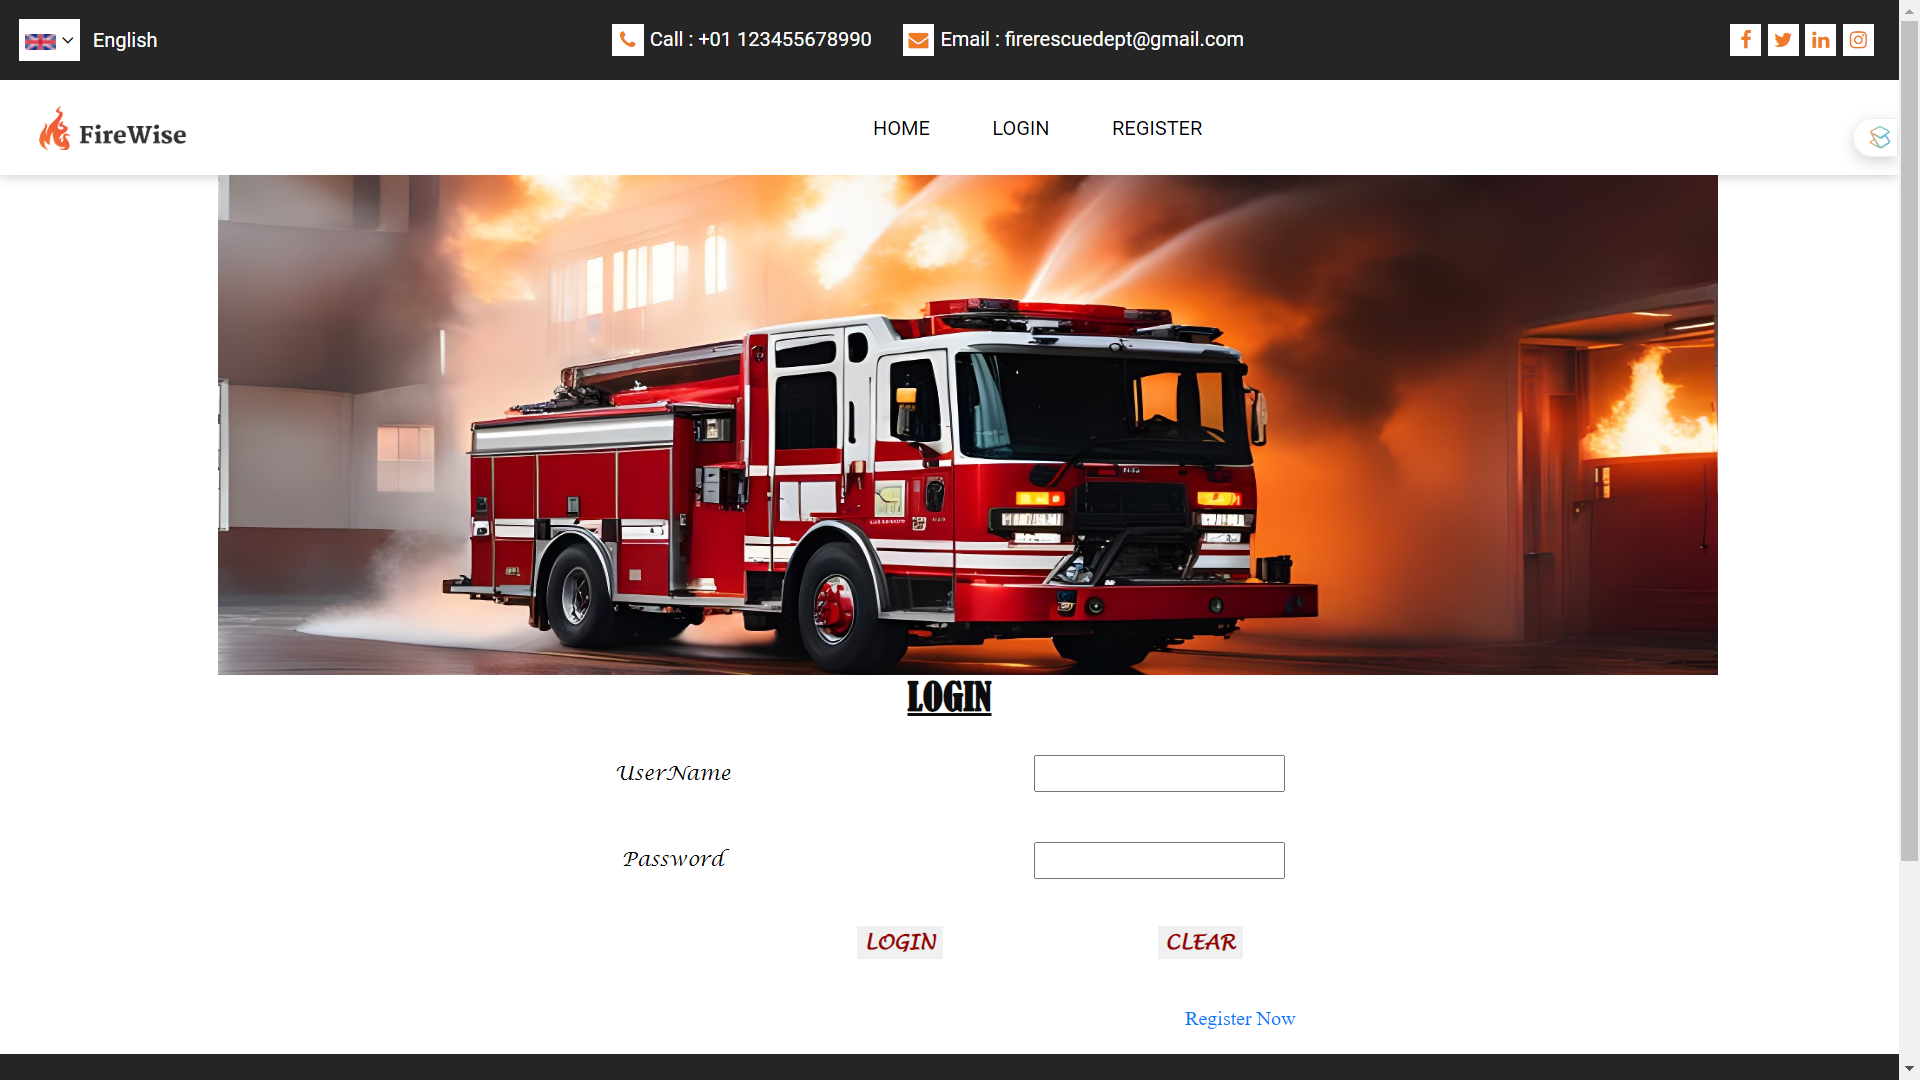 English
Call : +01 123455678990
Email : firerescuedept@gmail.com
FireWise
HOME
LOGIN
REGISTER
LOGIN
UserName
Password
LOGIN
CLEAR
Register Now